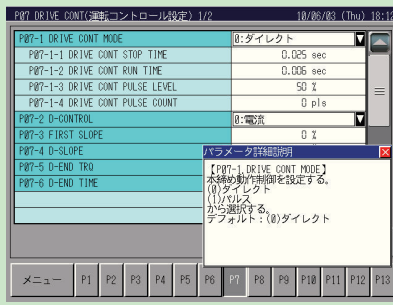 P07 DRIVE CONT(運転コントロール設定) 1/2 10/06/03 (Thu) 18:12
P07-1 DRIVE CONT MODE 0:ダイレクト
P07-1-1 DRIVE CONT STOP TIME 0.025 sec
P07-1-2 DRIVE CONT RUN TIME 0.006 sec
P07-1-3 DRIVE CONT PULSE LEVEL 50 %
P07-1-4 DRIVE CONT PULSE COUNT 0 pls
P07-2 D-CONTROL 0:電流
P07-3 FIRST SLOPE 0 %
P07-4 D-SLOPE
P07-5 D-END TRQ
P07-6 D-END TIME
パラメータ詳細説明
【P07-1.DRIVE CONT MODE】
本締め動作制御を設定する。
(0)ダイレクト
(1)パルス
から選択する。
デフォルト:(0)ダイレクト
メニュー P1 P2 P3 P4 P5 P6 P7 P8 P9 P10 P11 P12 P13